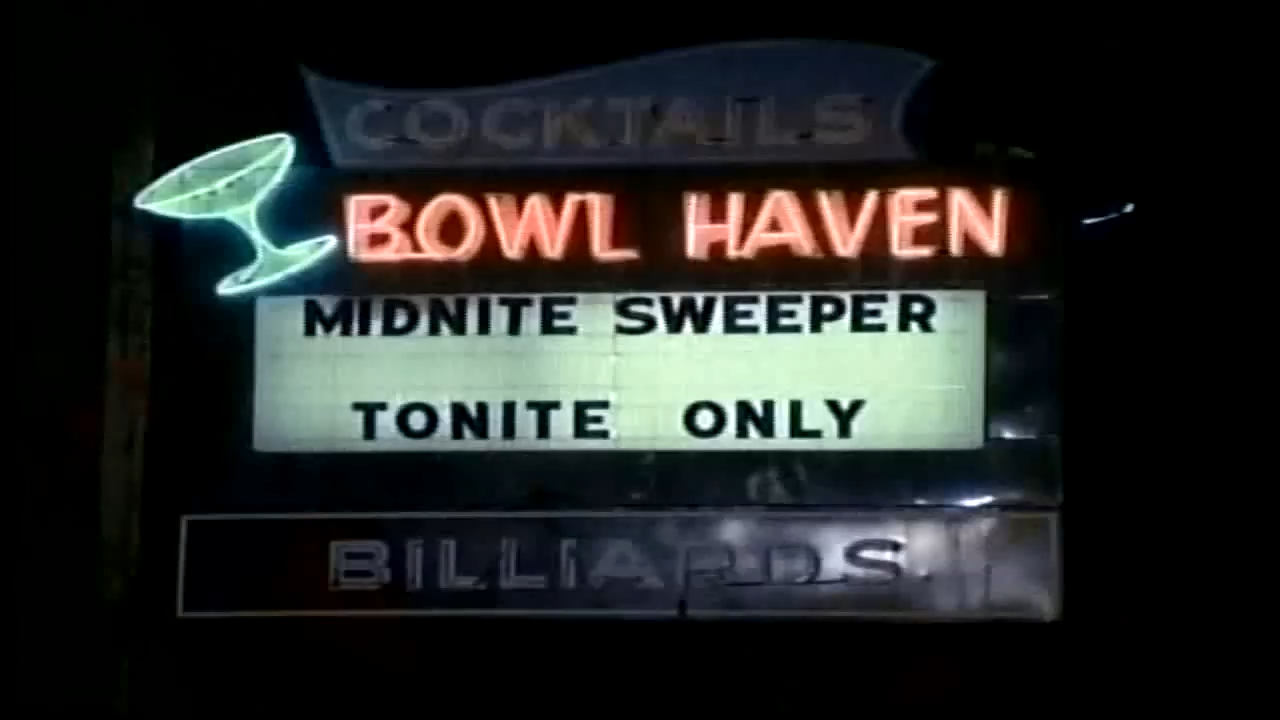 COCKTAILS
BOWL HAVEN
MIDNITE SWEEPER
TONITE ONLY
BILLIARDS